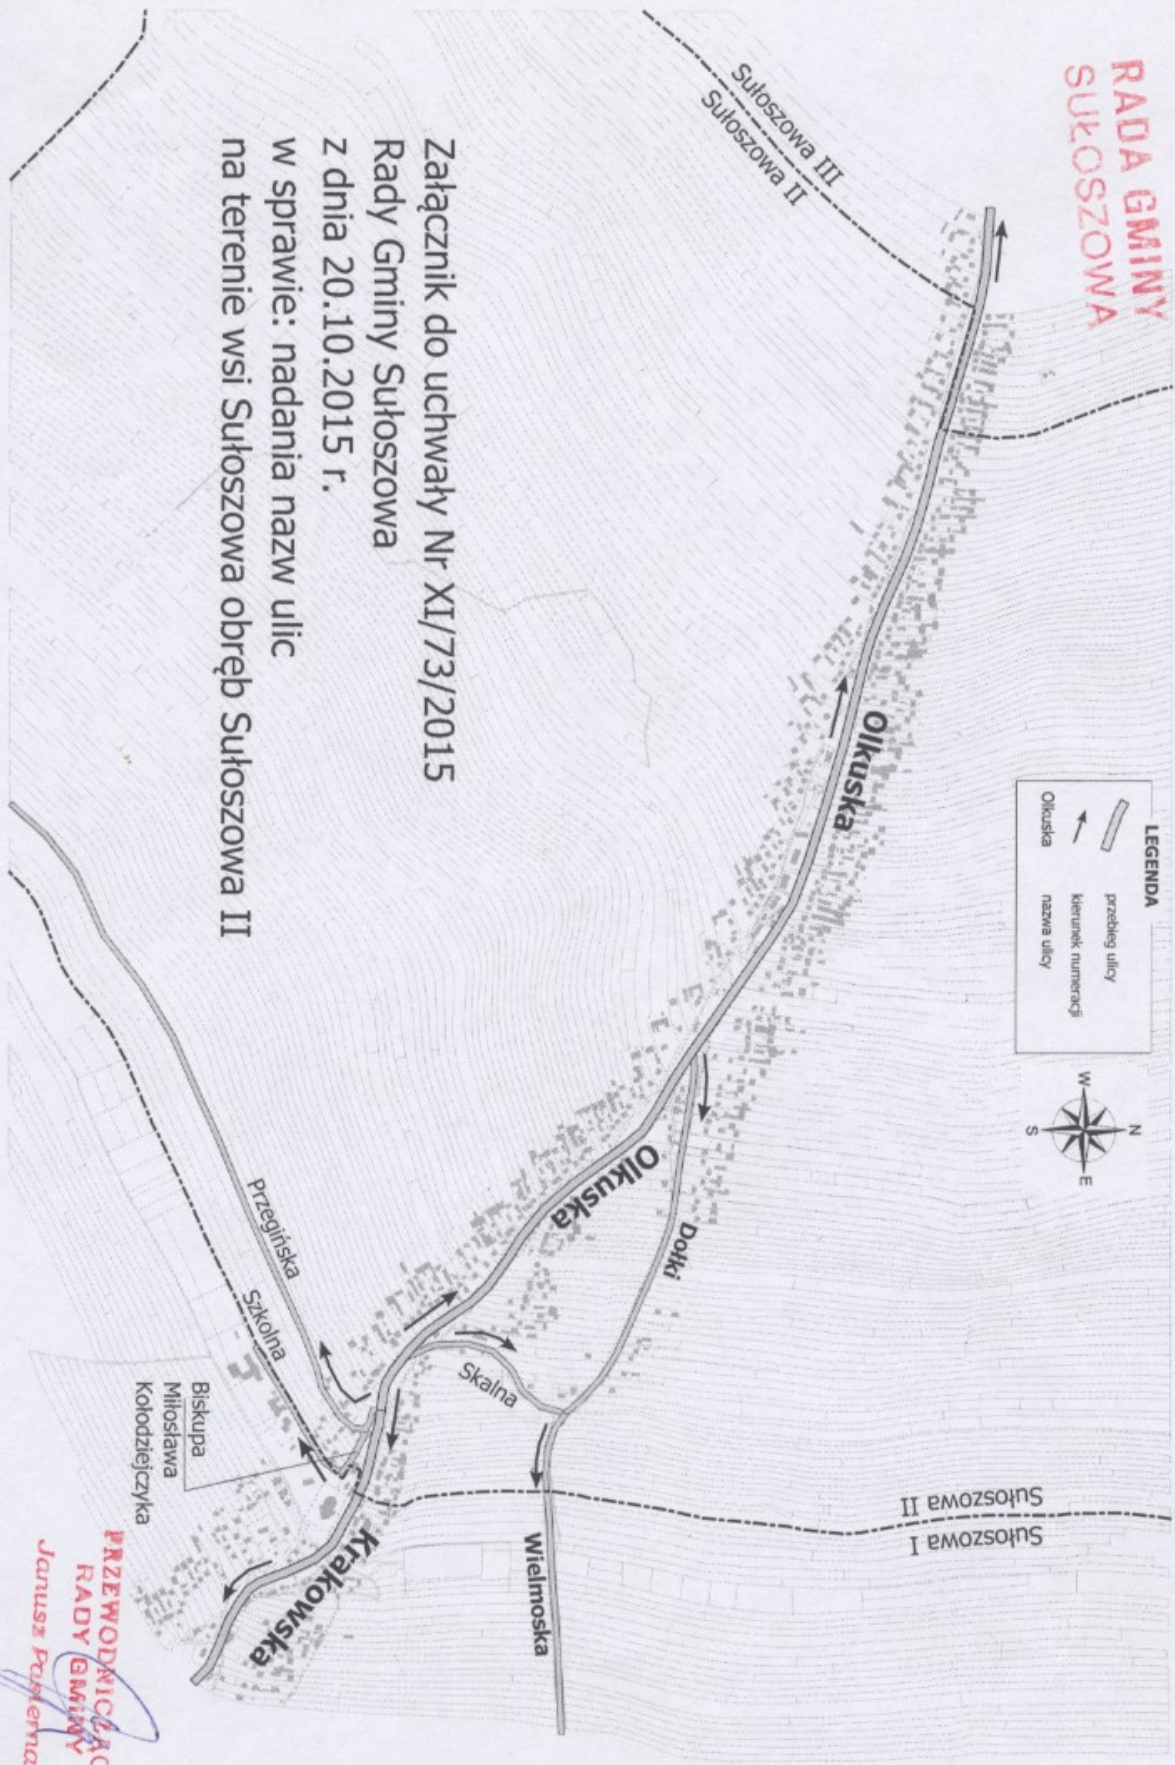 RADA GMINY
SUŁOSZOWA
Sułoszowa III
Sułoszowa II
LEGENDA
przebieg ulicy
kierunek numeracji
Olkuska nazwa ulicy
N
W
E
S
Olkuska
Olkuska
Dołki
Skalna
Sułoszowa II
Sułoszowa I
Wielmoska
Krakowska
Przegińska
Szkolna
Biskupa
Miłosława
Kołodziejczyka
Załącznik do uchwały Nr XI/73/2015
Rady Gminy Sułoszowa
z dnia 20.10.2015 r.
w sprawie: nadania nazw ulic
na terenie wsi Sułoszowa obręb Sułoszowa II
RADY GMINY
Janusz